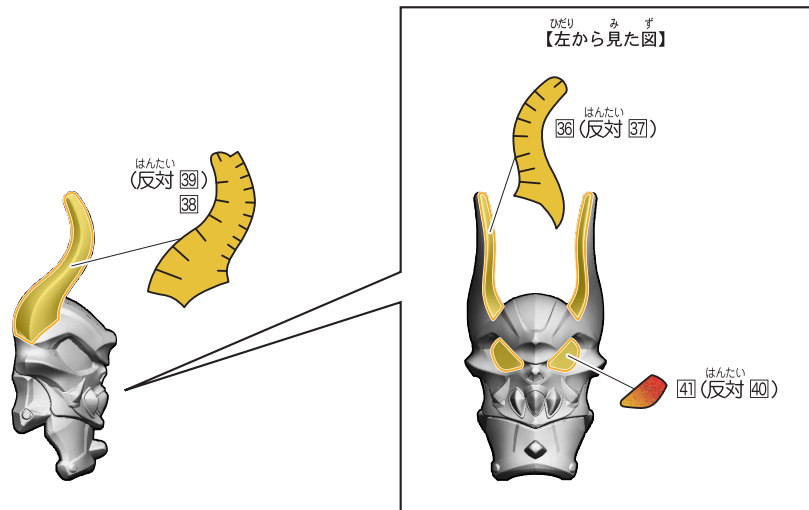 はんたい
(反対 39)
38
ひだり み ず
【左から見た図】
はんたい
36(反対 37)
はんたい
41(反対 40)